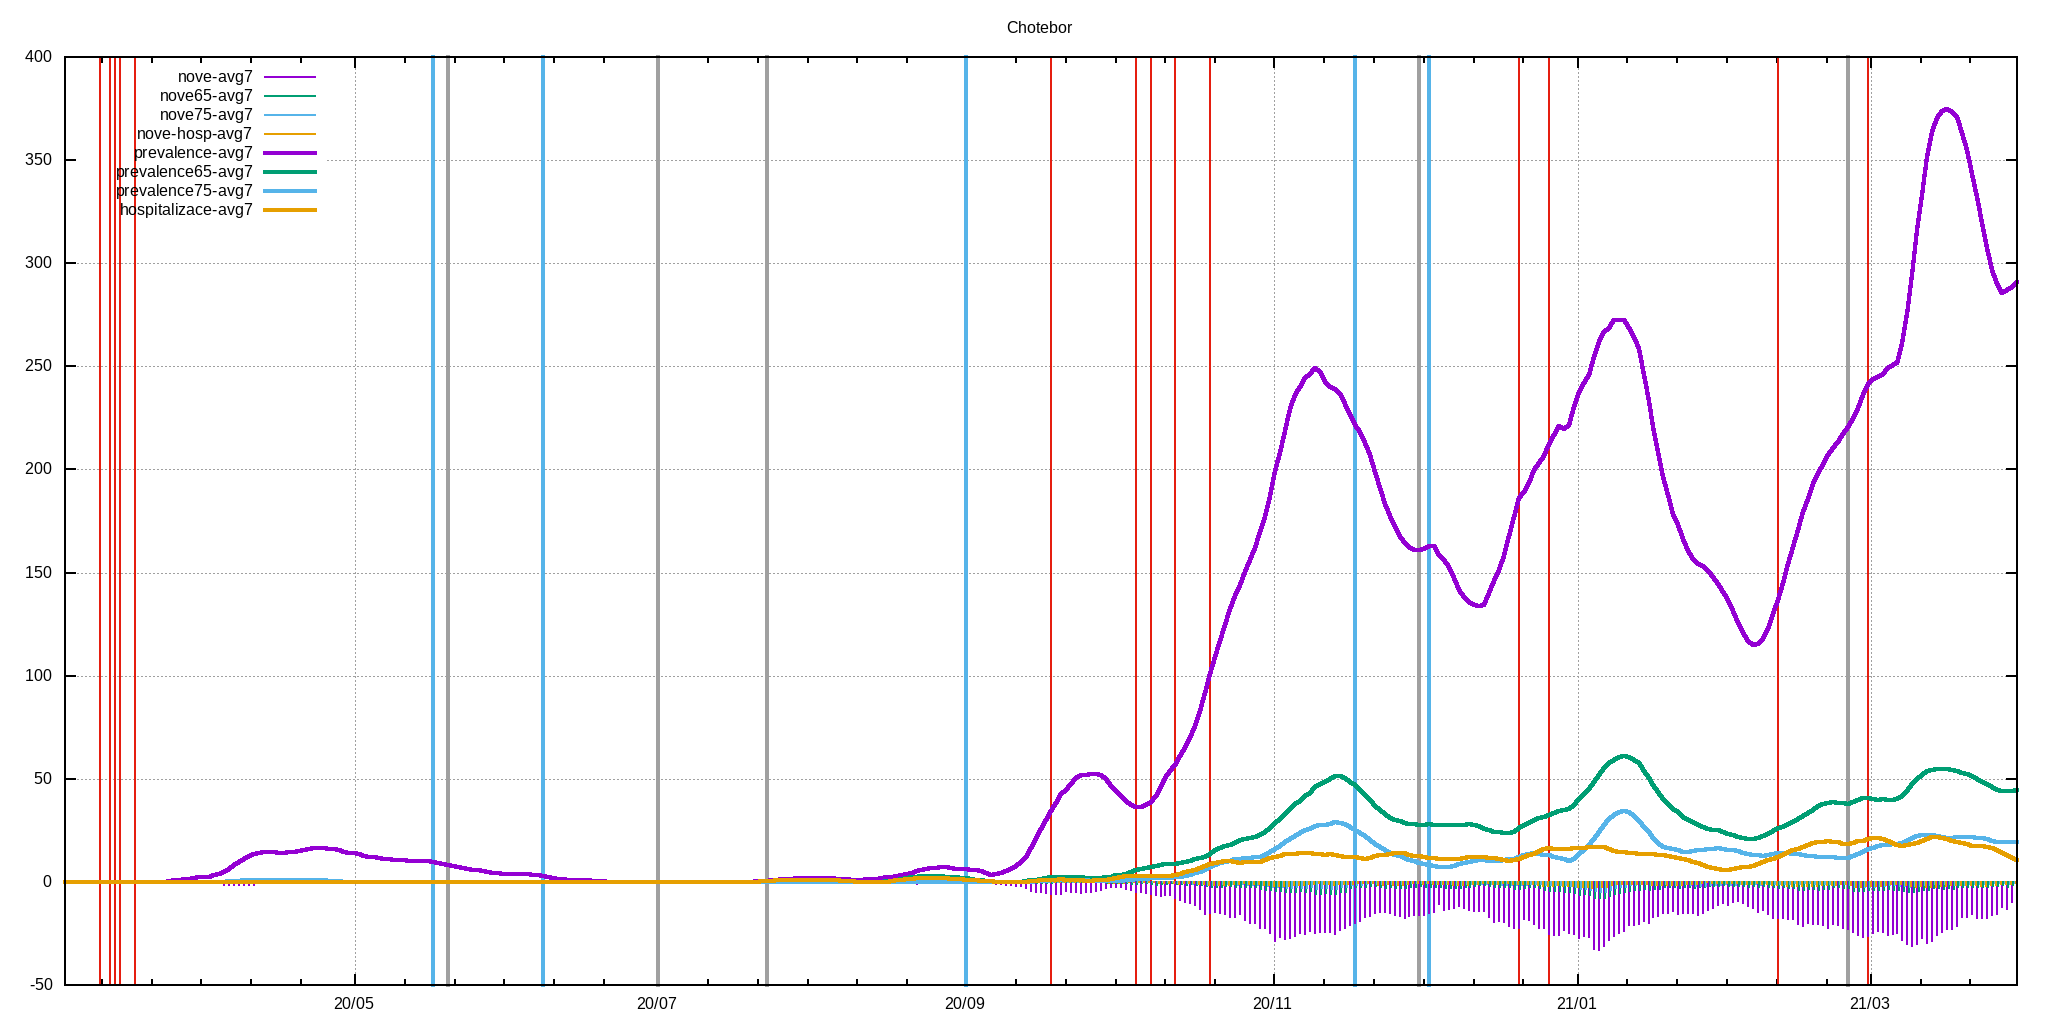 Chotebor
400
350
300
250
200
150
100
50
0
-50
nove-avg7
nove65-avg7
nove75-avg7
nove-hosp-avg7
prevalence-avg7
prevalence65-avg7
prevalence75-avg7
hospitalizace-avg7
20/05
20/07
20/09
20/11
21/01
21/03